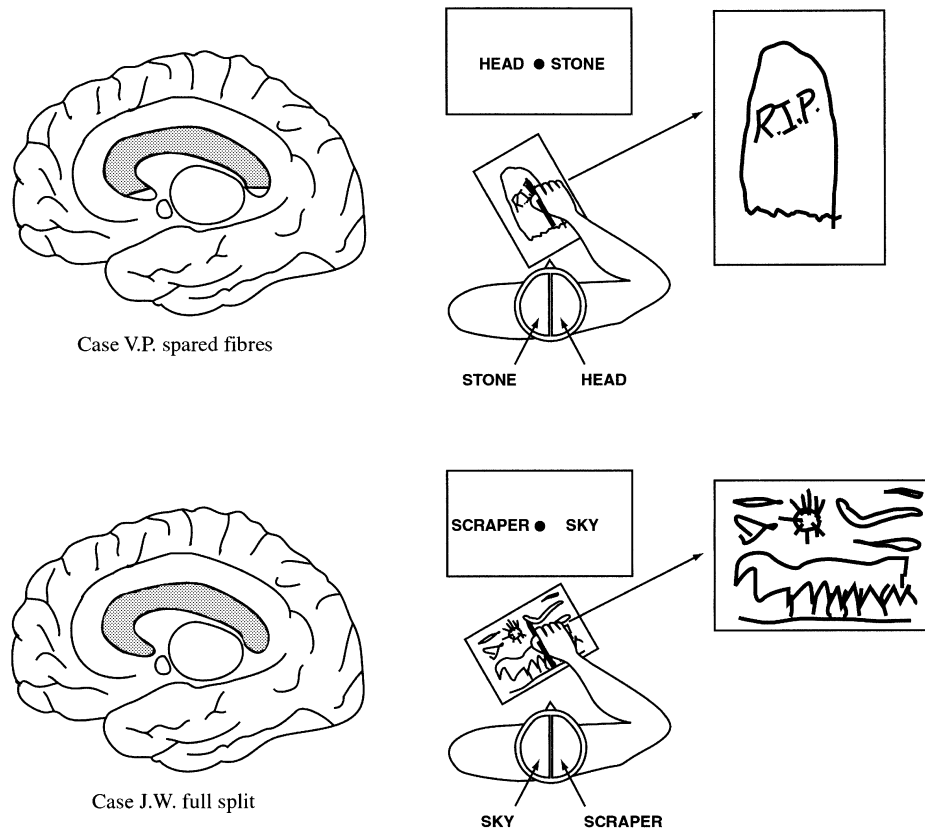 HEAD ● STONE
R.I.P.
R.I.P.
STONE HEAD
Case V.P. spared fibres
SCRAPER ● SKY
SKY SCRAPER
Case J.W. full split